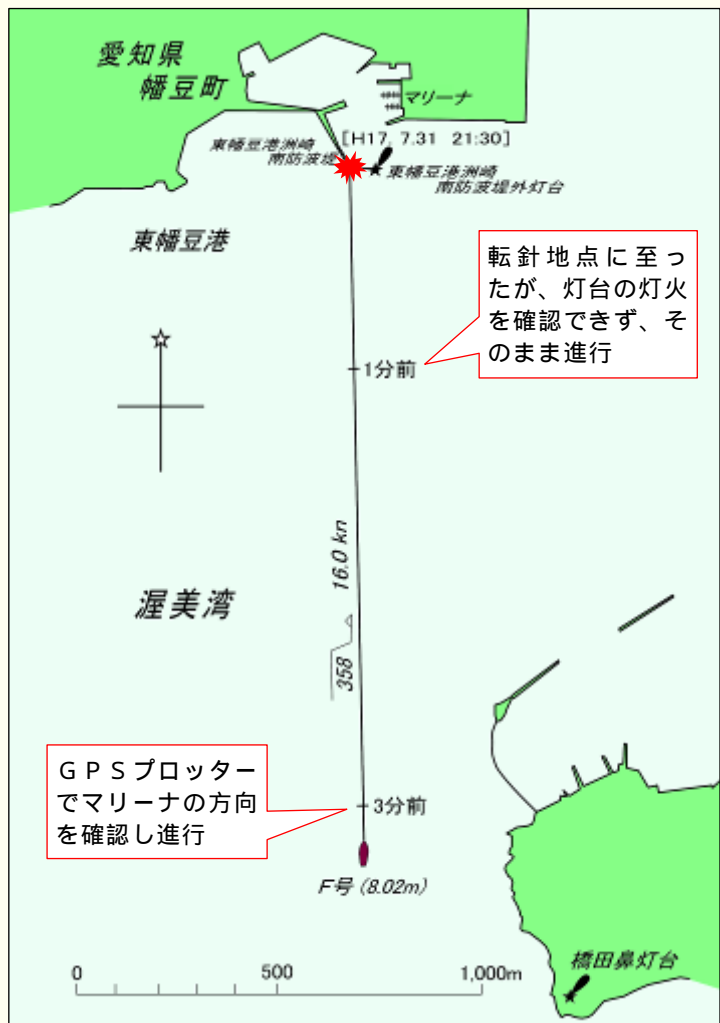 愛知県
幡豆町
マリーナ
[H17, 7.31 21:30]
東幡豆港洲崎
南防波堤
東幡豆港洲崎
南防波堤外灯台
東幡豆港
転針地点に至っ
たが、灯台の灯火
を確認できず、そ
のまま進行
1分前
16.0 kn
渥美湾
358
GPSプロッター
でマリーナの方向
を確認し進行
3分前
F号 (8.02m)
橋田鼻灯台
0 500 1,000m